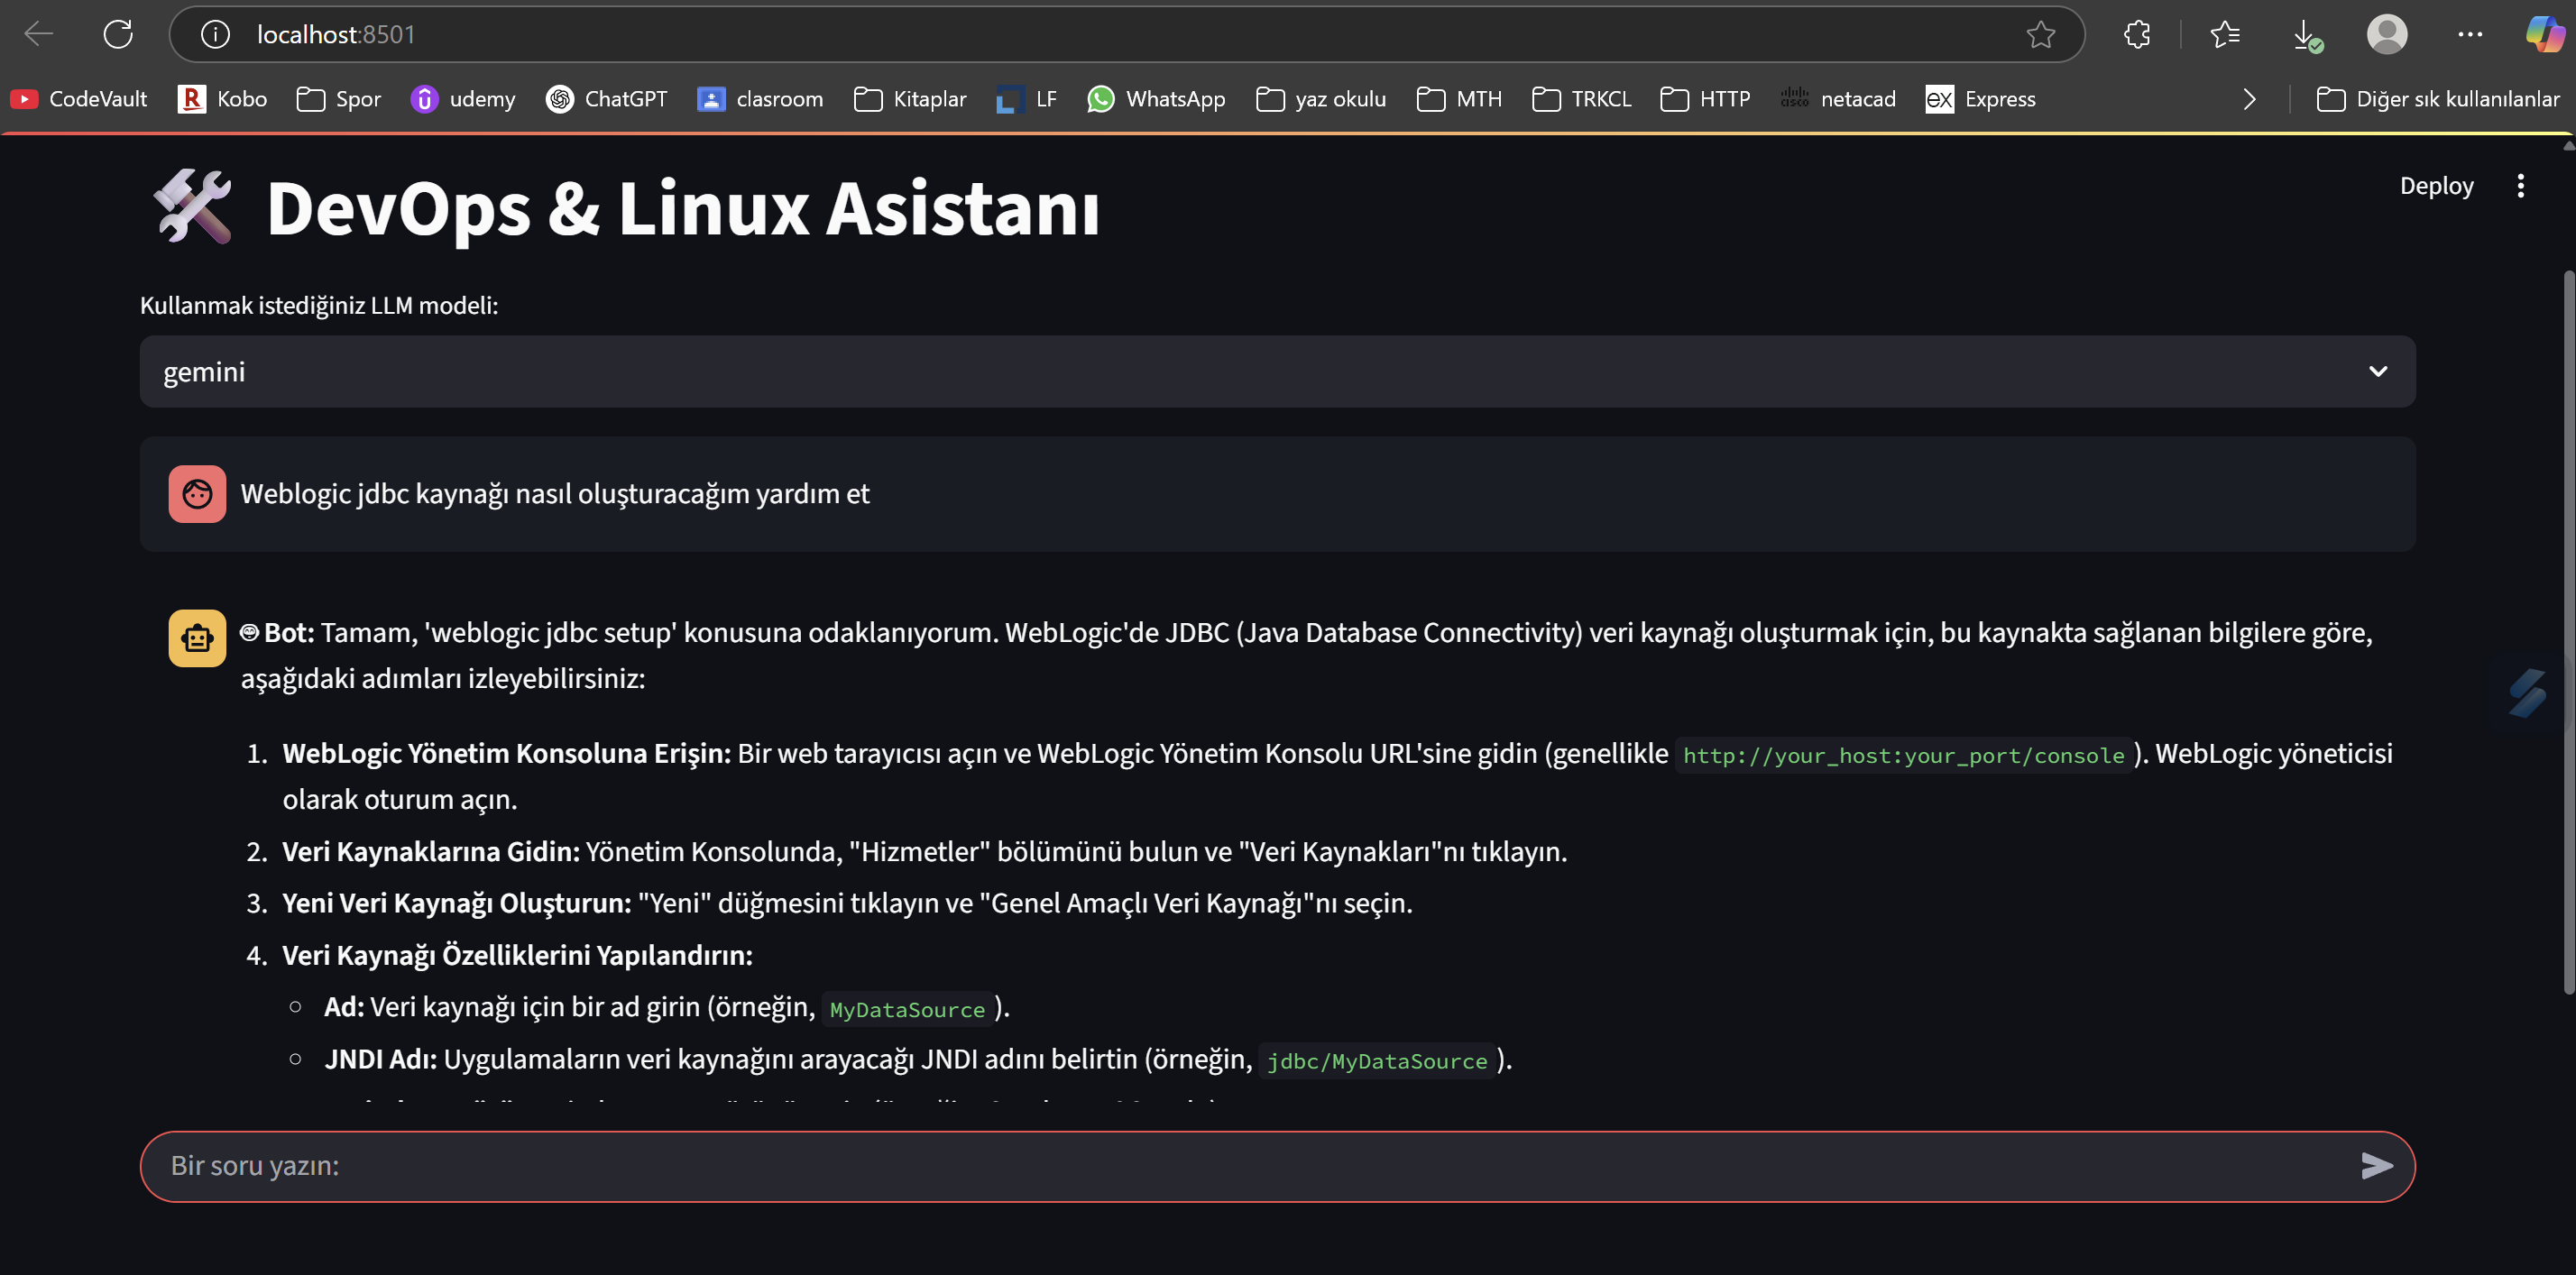 localhost:8501
CodeVault
Kobo
Spor
udemy
ChatGPT
clasroom
Kitaplar
LF
WhatsApp
yaz okulu
MTH
TRKCL
HTTP
cisco netacad
ex Express
Diğer sık kullanılanlar
Deploy
DevOps & Linux Asistanı
Kullanmak istediğiniz LLM modeli:
gemini
Weblogic jdbc kaynağı nasıl oluşturacağım yardım et
Bot: Tamam, 'weblogic jdbc setup' konusuna odaklanıyorum. WebLogic'de JDBC (Java Database Connectivity) veri kaynağı oluşturmak için, bu kaynakta sağlanan bilgilere göre,
aşağıdaki adımları izleyebilirsiniz:
1. WebLogic Yönetim Konsoluna Erişin: Bir web tarayıcısı açın ve WebLogic Yönetim Konsolu URL'sine gidin (genellikle http://your_host:your_port/console). WebLogic yöneticisi
olarak oturum açın.
2. Veri Kaynaklarına Gidin: Yönetim Konsolunda, "Hizmetler" bölümünü bulun ve "Veri Kaynakları"nı tıklayın.
3. Yeni Veri Kaynağı Oluşturun: "Yeni" düğmesini tıklayın ve "Genel Amaçlı Veri Kaynağı"nı seçin.
4. Veri Kaynağı Özelliklerini Yapılandırın:
○ Ad: Veri kaynağı için bir ad girin (örneğin, MyDataSource).
○ JNDI Adı: Uygulamaların veri kaynağını arayacağı JNDI adını belirtin (örneğin, jdbc/MyDataSource).
Bir soru yazın: